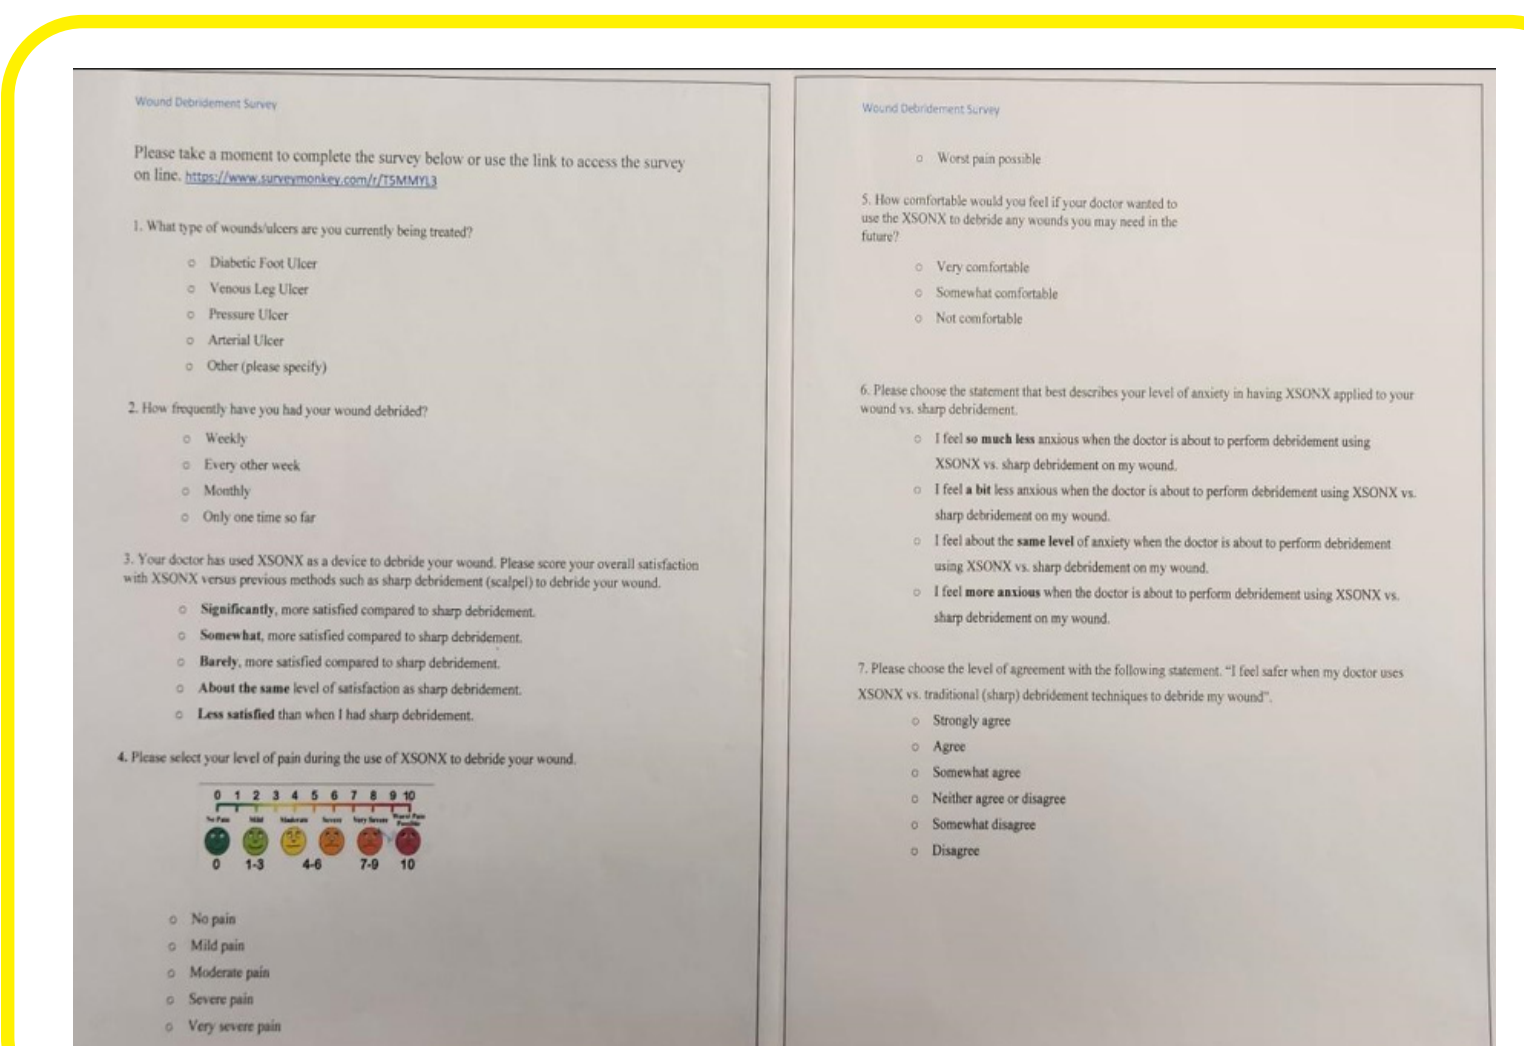 Wound Debridement Survey
Please take a moment to complete the survey below or use the link to access the survey
on line. https://www.surveymonkey.com/r/T5MMYL3
1. What type of wounds/ulcers are you currently being treated?
o Diabetic Foot Ulcer
o Venous Leg Ulcer
o Pressure Ulcer
o Arterial Ulcer
o Other (please specify)
2. How frequently have you had your wound debrided?
o Weekly
o Every other week
o Monthly
o Only one time so far
3. Your doctor has used XSONX as a device to debride your wound. Please score your overall satisfaction
with XSONX versus previous methods such as sharp debridement (scalpel) to debride your wound.
o Significantly, more satisfied compared to sharp debridement.
o Somewhat, more satisfied compared to sharp debridement.
o Barely, more satisfied compared to sharp debridement.
o About the same level of satisfaction as sharp debridement.
o Less satisfied than when I had sharp debridement.
4. Please select your level of pain during the use of XSONX to debride your wound.
0 1 2 3 4 5 6 7 8 9 10
No Pain Mild Moderate Severe Very Severe Worst Pain Possible
0 1-3 4-6 7-9 10
o No pain
o Mild pain
o Moderate pain
o Severe pain
o Very severe pain
Wound Debridement Survey
o Worst pain possible
5. How comfortable would you feel if your doctor wanted to
use the XSONX to debride any wounds you may need in the
future?
o Very comfortable
o Somewhat comfortable
o Not comfortable
6. Please choose the statement that best describes your level of anxiety in having XSONX applied to your
wound vs. sharp debridement.
o I feel so much less anxious when the doctor is about to perform debridement using
XSONX vs. sharp debridement on my wound.
o I feel a bit less anxious when the doctor is about to perform debridement using XSONX vs.
sharp debridement on my wound.
o I feel about the same level of anxiety when the doctor is about to perform debridement
using XSONX vs. sharp debridement on my wound.
o I feel more anxious when the doctor is about to perform debridement using XSONX vs.
sharp debridement on my wound.
7. Please choose the level of agreement with the following statement. “I feel safer when my doctor uses
XSONX vs. traditional (sharp) debridement techniques to debride my wound”.
o Strongly agree
o Agree
o Somewhat agree
o Neither agree or disagree
o Somewhat disagree
o Disagree